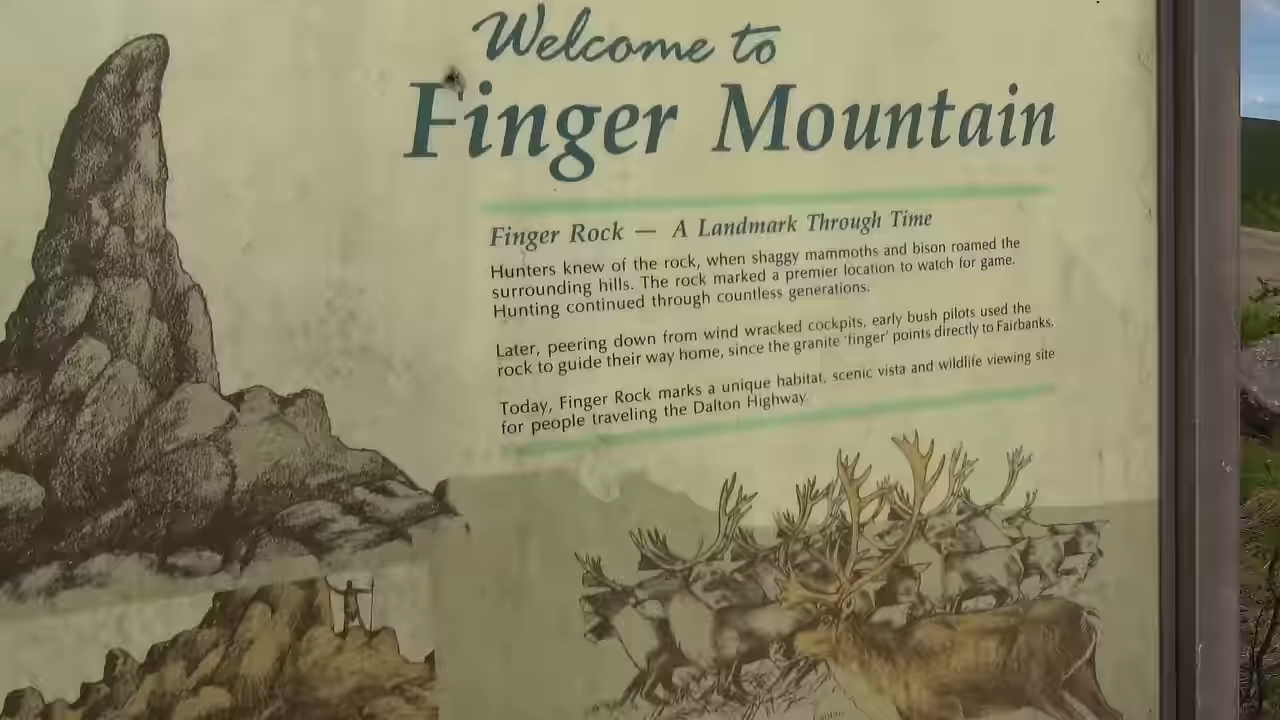 Welcome to
Finger Mountain
Finger Rock — A Landmark Through Time
Hunters knew of the rock, when shaggy mammoths and bison roamed the
surrounding hills. The rock marked a premier location to watch for game.
Hunting continued through countless generations.
Later, peering down from wind wracked cockpits, early bush pilots used the
rock to guide their way home, since the granite 'finger' points directly to Fairbanks.
Today, Finger Rock marks a unique habitat, scenic vista and wildlife viewing site
for people traveling the Dalton Highway.